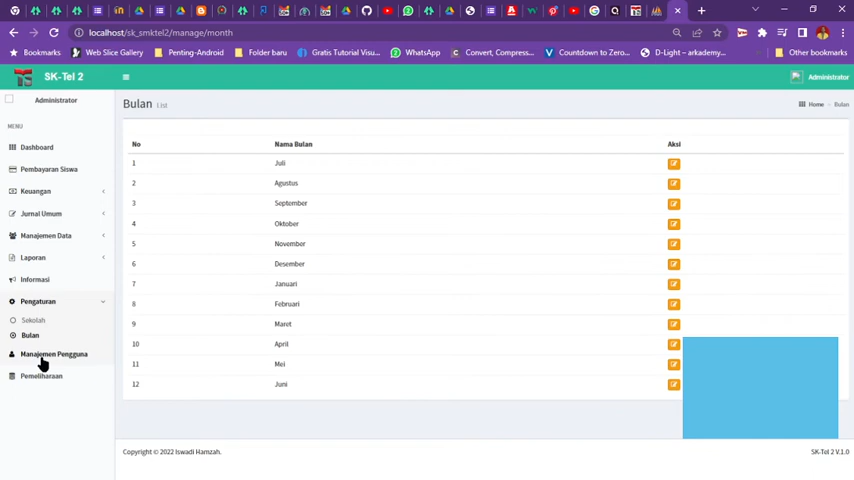 localhost/sk_smktel2/manage/month
Bookmarks
Web Slice Gallery
Penting-Android
Folder baru
Gratis Tutorial Visu...
WhatsApp
Convert, Compress...
Countdown to Zero...
D-Light – arkademy...
Other bookmarks
SK-Tel 2
Administrator
Administrator
MENU
Dashboard
Pembayaran Siswa
Keuangan
Jurnal Umum
Manajemen Data
Laporan
Informasi
Pengaturan
Sekolah
Bulan
Manajemen Pengguna
Pemeliharaan
Bulan List
Home > Bulan
No Nama Bulan Aksi
1 Juli
2 Agustus
3 September
4 Oktober
5 November
6 Desember
7 Januari
8 Februari
9 Maret
10 April
11 Mei
12 Juni
Copyright © 2022 Iswadi Hamzah.
SK-Tel 2 V.1.0